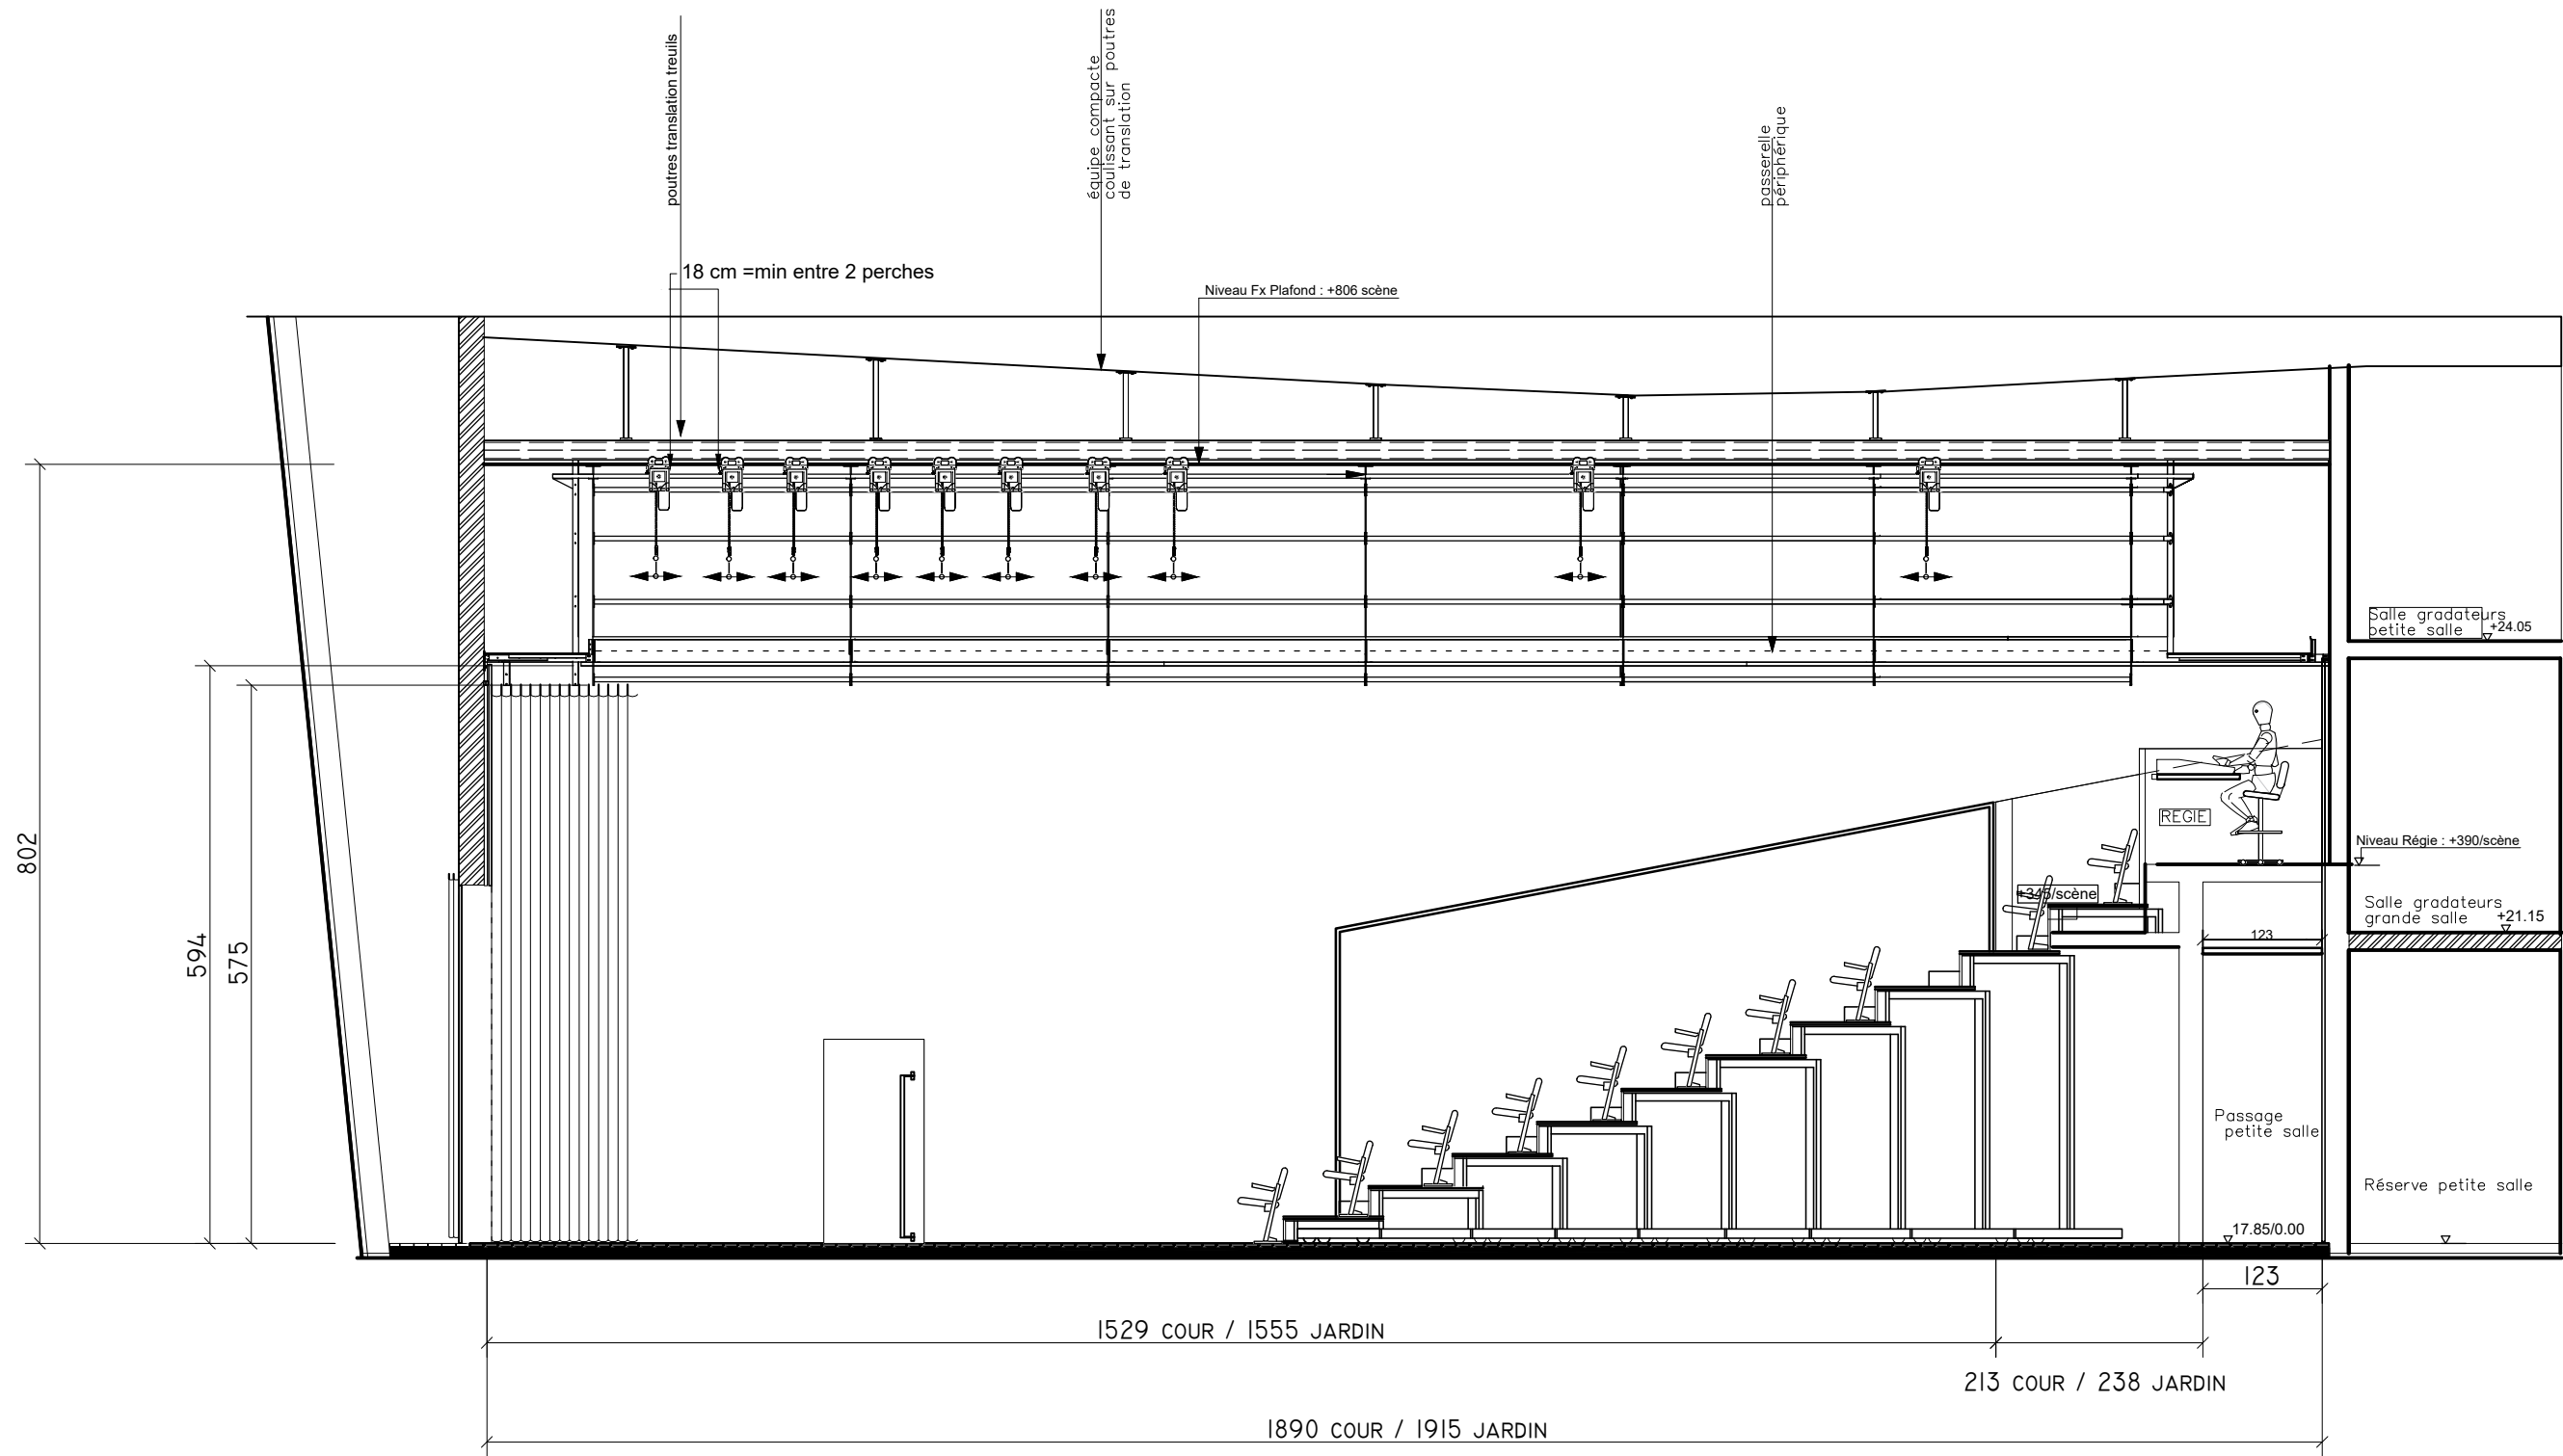 poutres translation treuils
équipe compacte
coulissant sur poutres
de translation
passerelle
périphérique
18 cm =min entre 2 perches
Niveau Fx Plafond : +806 scène
Salle gradateurs
petite salle
+24.05
802
594
575
REGIE
Niveau Régie : +390/scène
+345/scène
Salle gradateurs
grande salle
+21.15
123
Passage
petite salle
Réserve petite salle
17.85/0.00
123
1529 COUR / 1555 JARDIN
213 COUR / 238 JARDIN
1890 COUR / 1915 JARDIN